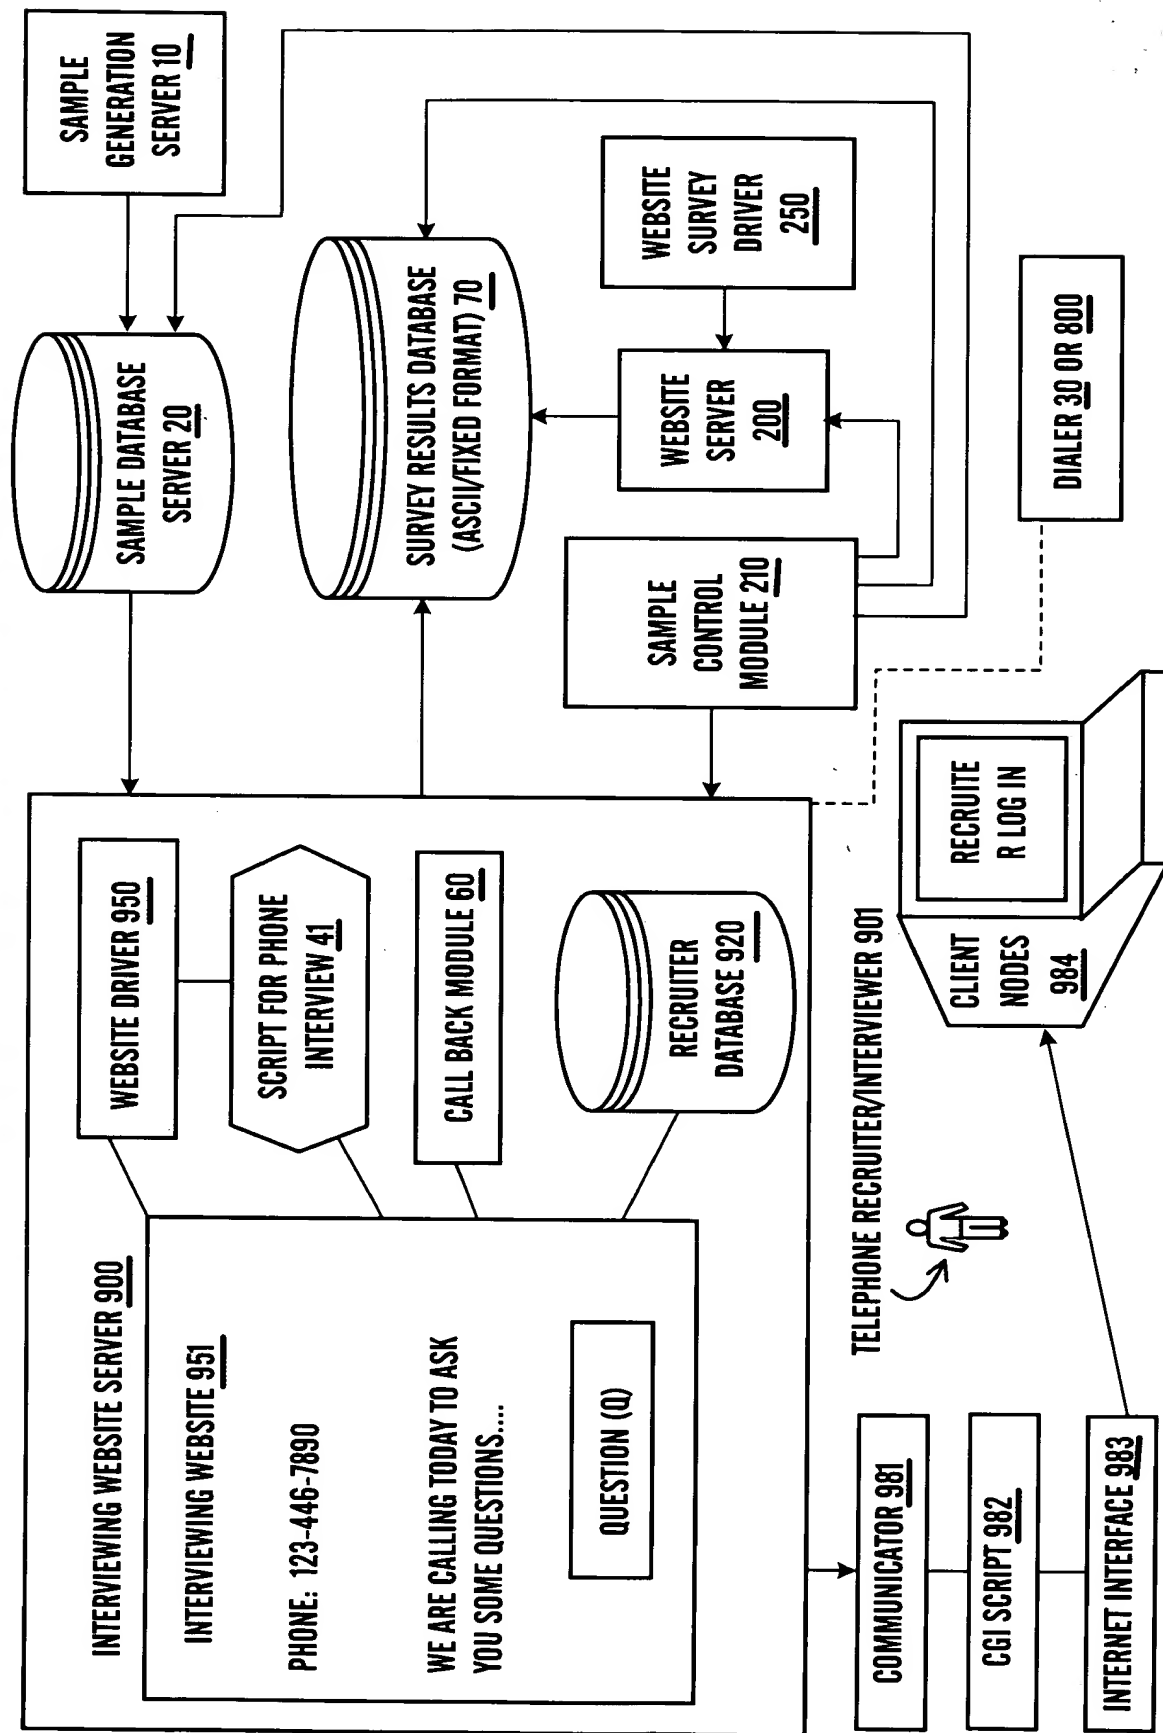 SAMPLE
GENERATION
SERVER 10
SAMPLE DATABASE
SERVER 20
SURVEY RESULTS DATABASE
(ASCII/FIXED FORMAT) 70
WEBSITE
SURVEY
DRIVER
250
WEBSITE
SERVER
200
SAMPLE
CONTROL
MODULE 210
DIALER 30 OR 800
INTERVIEWING WEBSITE SERVER 900
WEBSITE DRIVER 950
SCRIPT FOR PHONE
INTERVIEW 41
CALL BACK MODULE 60
RECRUITER
DATABASE 920
INTERVIEWING WEBSITE 951
PHONE: 123-446-7890
WE ARE CALLING TODAY TO ASK
YOU SOME QUESTIONS....
QUESTION (Q)
TELEPHONE RECRUITER/INTERVIEWER 901
COMMUNICATOR 981
CGI SCRIPT 982
INTERNET INTERFACE 983
CLIENT
NODES
984
RECRUITE
R LOG IN